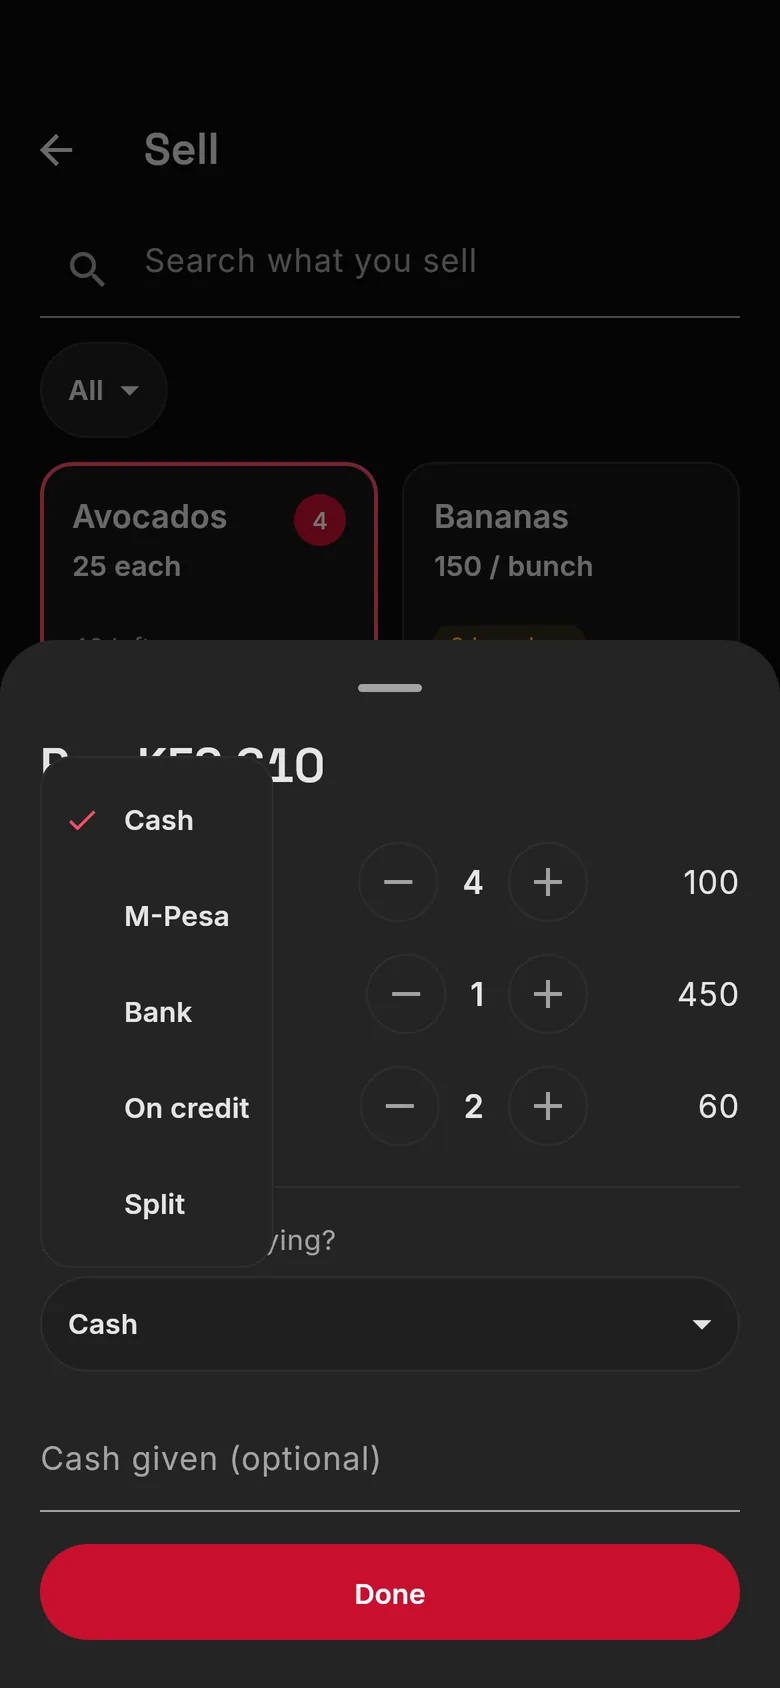 Sell
Search what you sell
All
Avocados
4
25 each
Bananas
150 / bunch
Cash
M-Pesa
Bank
On credit
Split
4
100
1
450
2
60
Cash
Cash given (optional)
Done